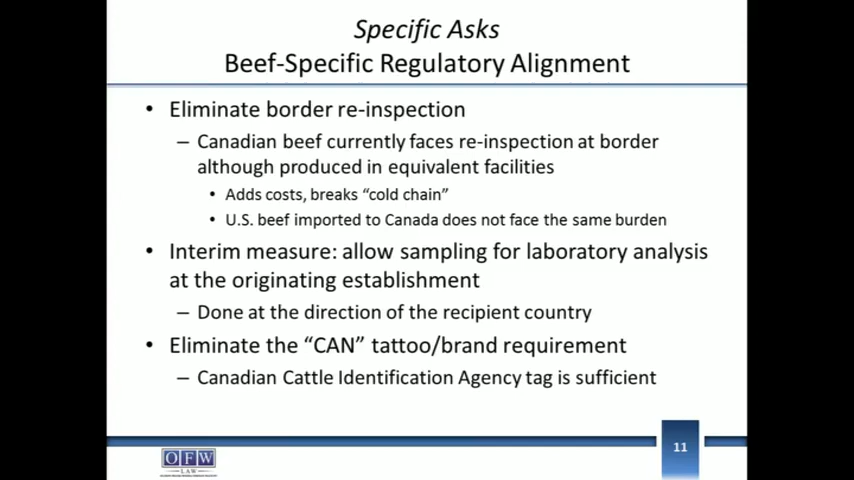 Specific Asks
Beef-Specific Regulatory Alignment
• Eliminate border re-inspection
– Canadian beef currently faces re-inspection at border
although produced in equivalent facilities
• Adds costs, breaks “cold chain”
• U.S. beef imported to Canada does not face the same burden
• Interim measure: allow sampling for laboratory analysis
at the originating establishment
– Done at the direction of the recipient country
• Eliminate the “CAN” tattoo/brand requirement
– Canadian Cattle Identification Agency tag is sufficient
11
OFW
LAW